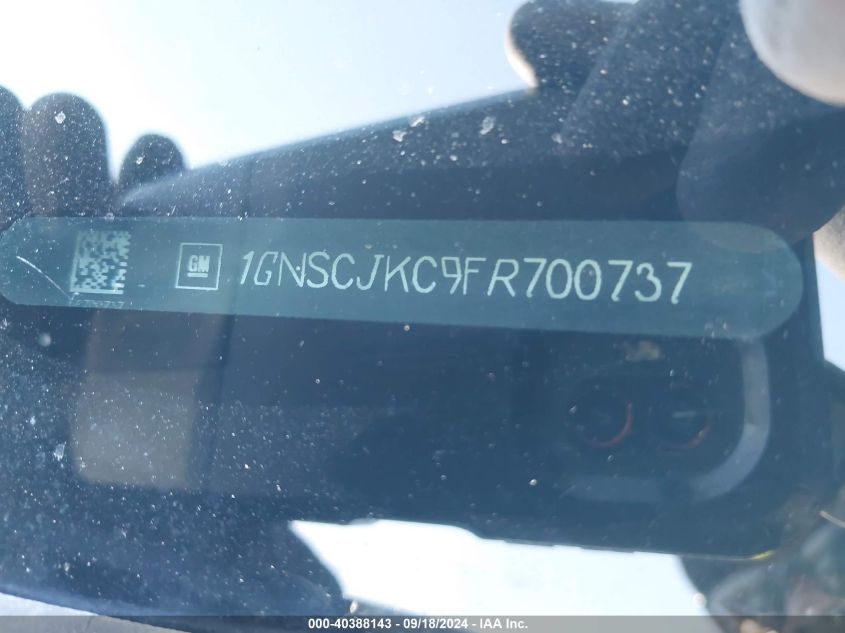 GM 1GNSCJKC9FR700737
000-40388143 - 09/18/2024 - IAA Inc.